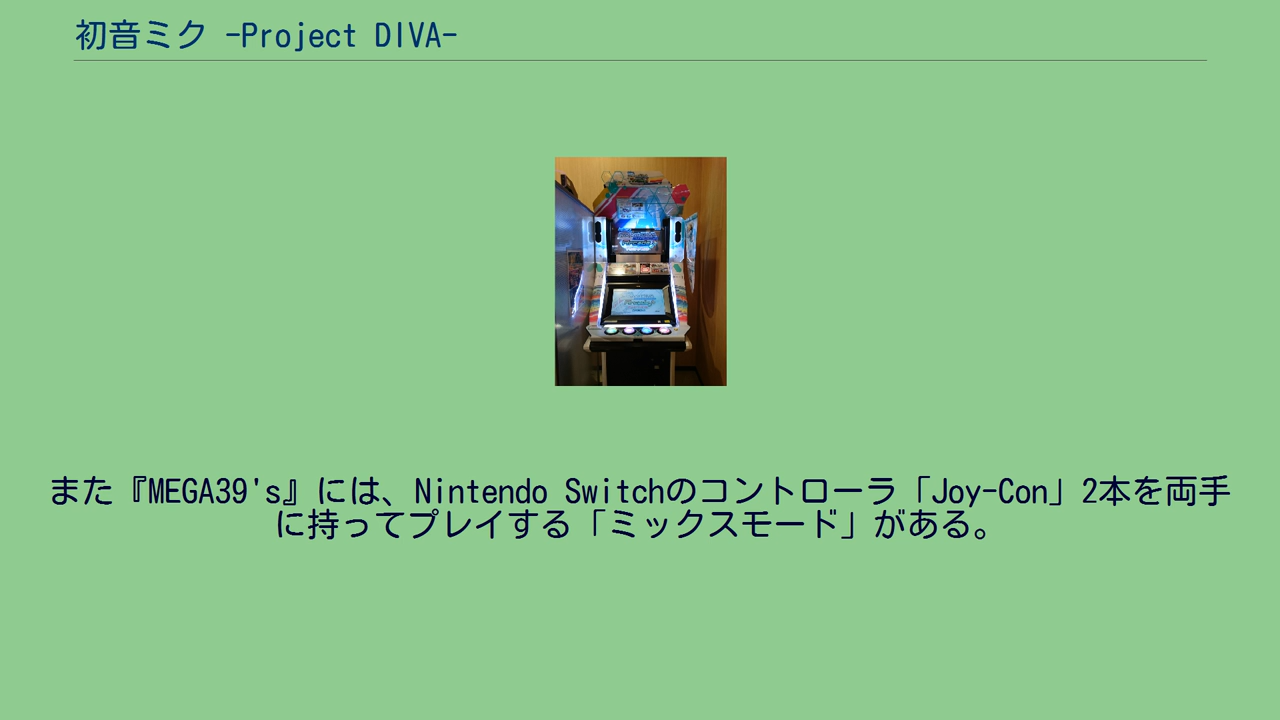 初音ミク -Project DIVA-
また『MEGA39's』には、Nintendo Switchのコントローラ「Joy-Con」2本を両手
に持ってプレイする「ミックスモード」がある。